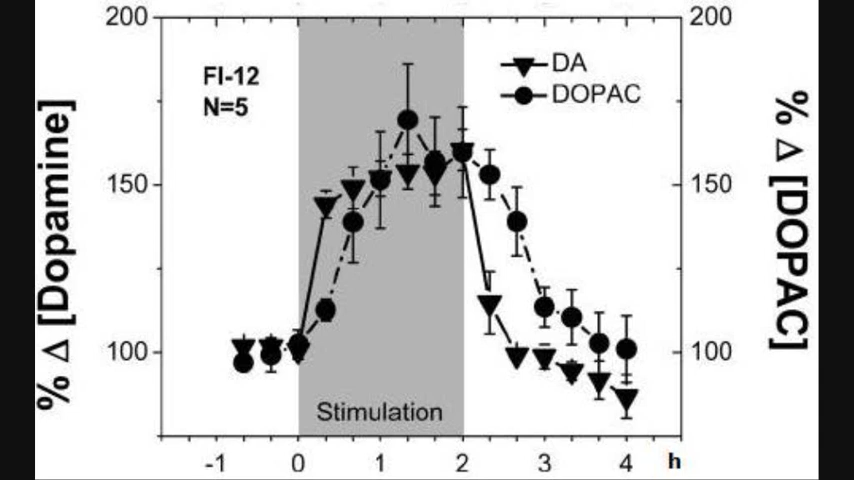 200
200
FI-12
N=5
DA
DOPAC
% Δ [Dopamine]
% Δ [DOPAC]
150
150
100
100
Stimulation
-1 0 1 2 3 4 h